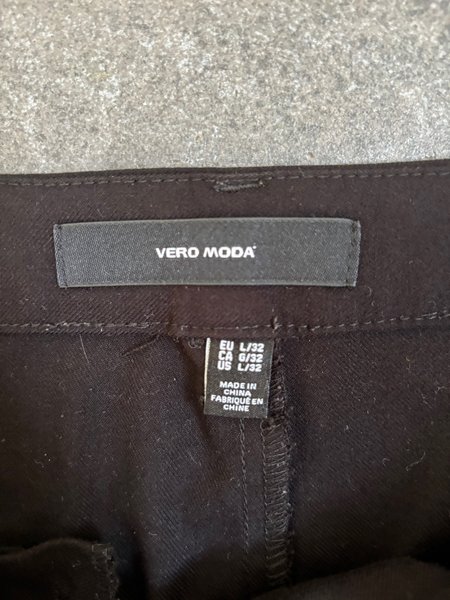 VERO MODA
EU L/32
CA G/32
US L/32
MADE IN
CHINA
FABRIQUÉ EN
CHINE